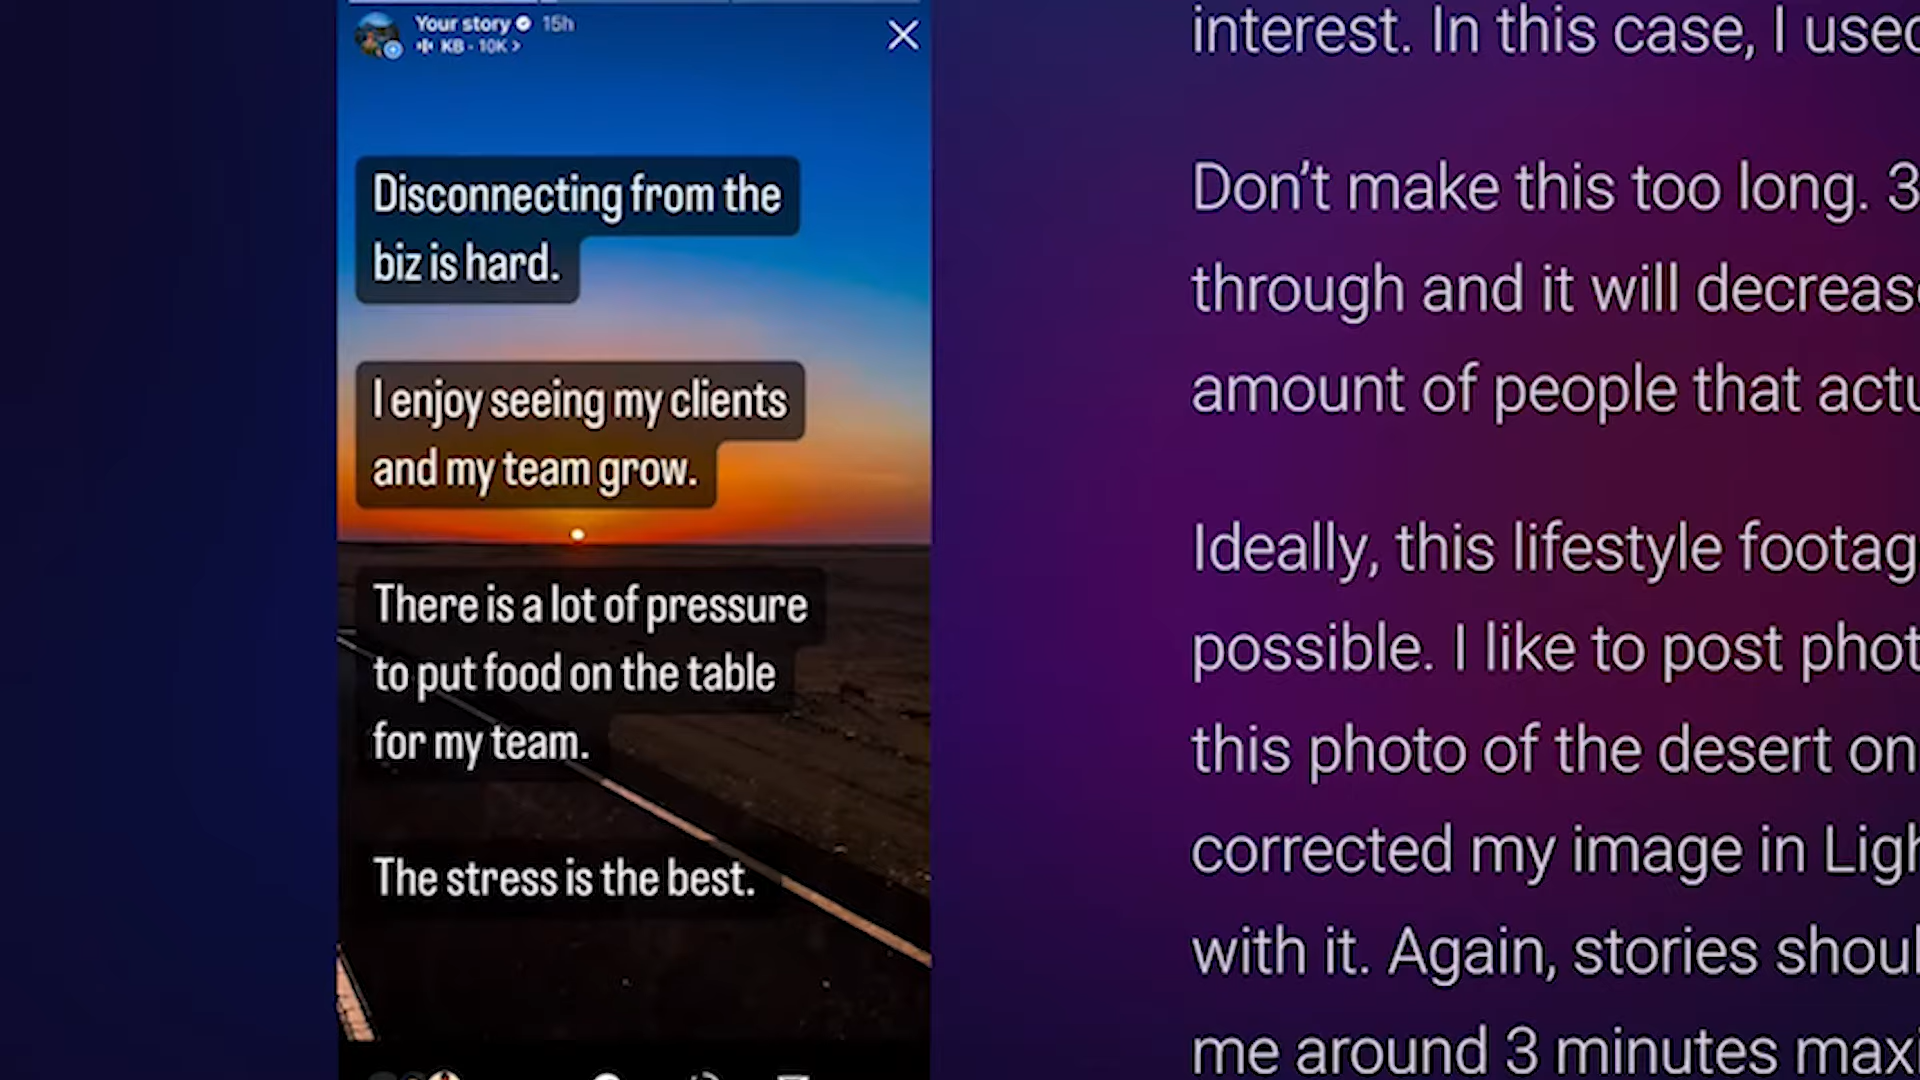 Your story 15h
KB · 10K >
Disconnecting from the
biz is hard.
I enjoy seeing my clients
and my team grow.
There is a lot of pressure
to put food on the table
for my team.
The stress is the best.
interest. In this case, I used
Don't make this too long. 3
through and it will decrease
amount of people that actu
Ideally, this lifestyle footag
possible. I like to post phot
this photo of the desert on
corrected my image in Ligh
with it. Again, stories shoul
me around 3 minutes maxi